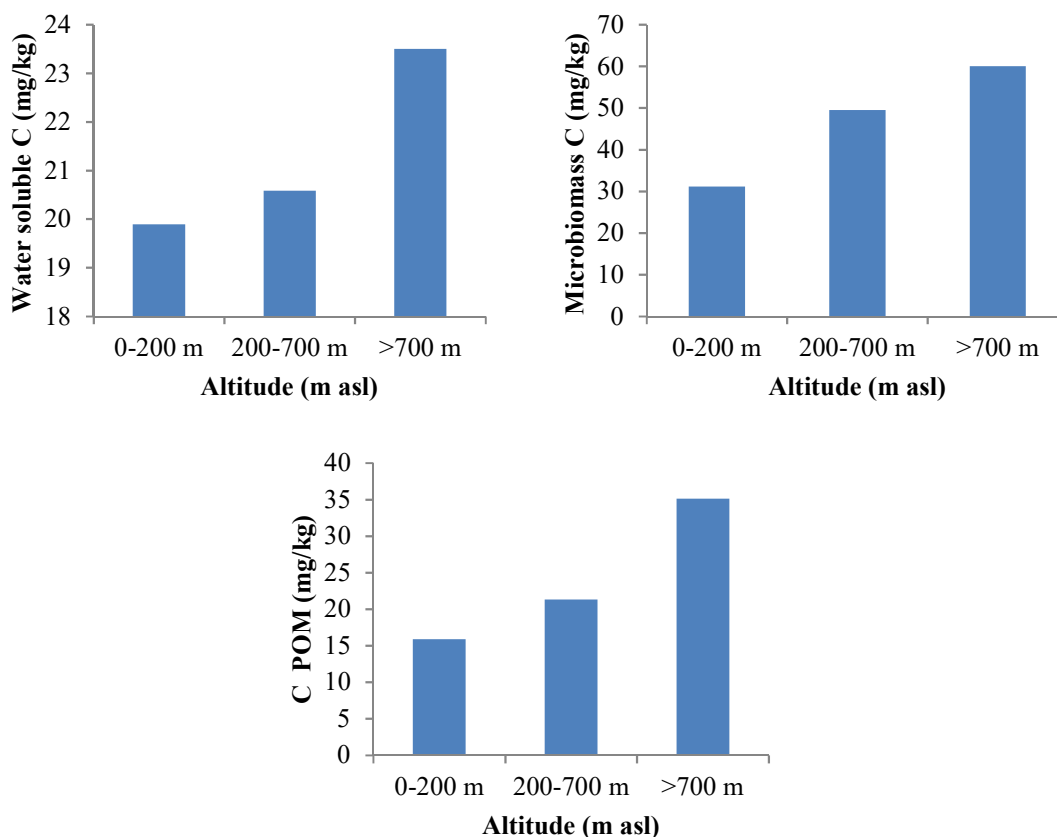 Water soluble C (mg/kg)
24
23
22
21
20
19
18
0-200 m 200-700 m >700 m
Altitude (m asl)
Microbiomass C (mg/kg)
70
60
50
40
30
20
10
0
0-200 m 200-700 m >700 m
Altitude (m asl)
C POM (mg/kg)
40
35
30
25
20
15
10
5
0
0-200 m 200-700 m >700 m
Altitude (m asl)